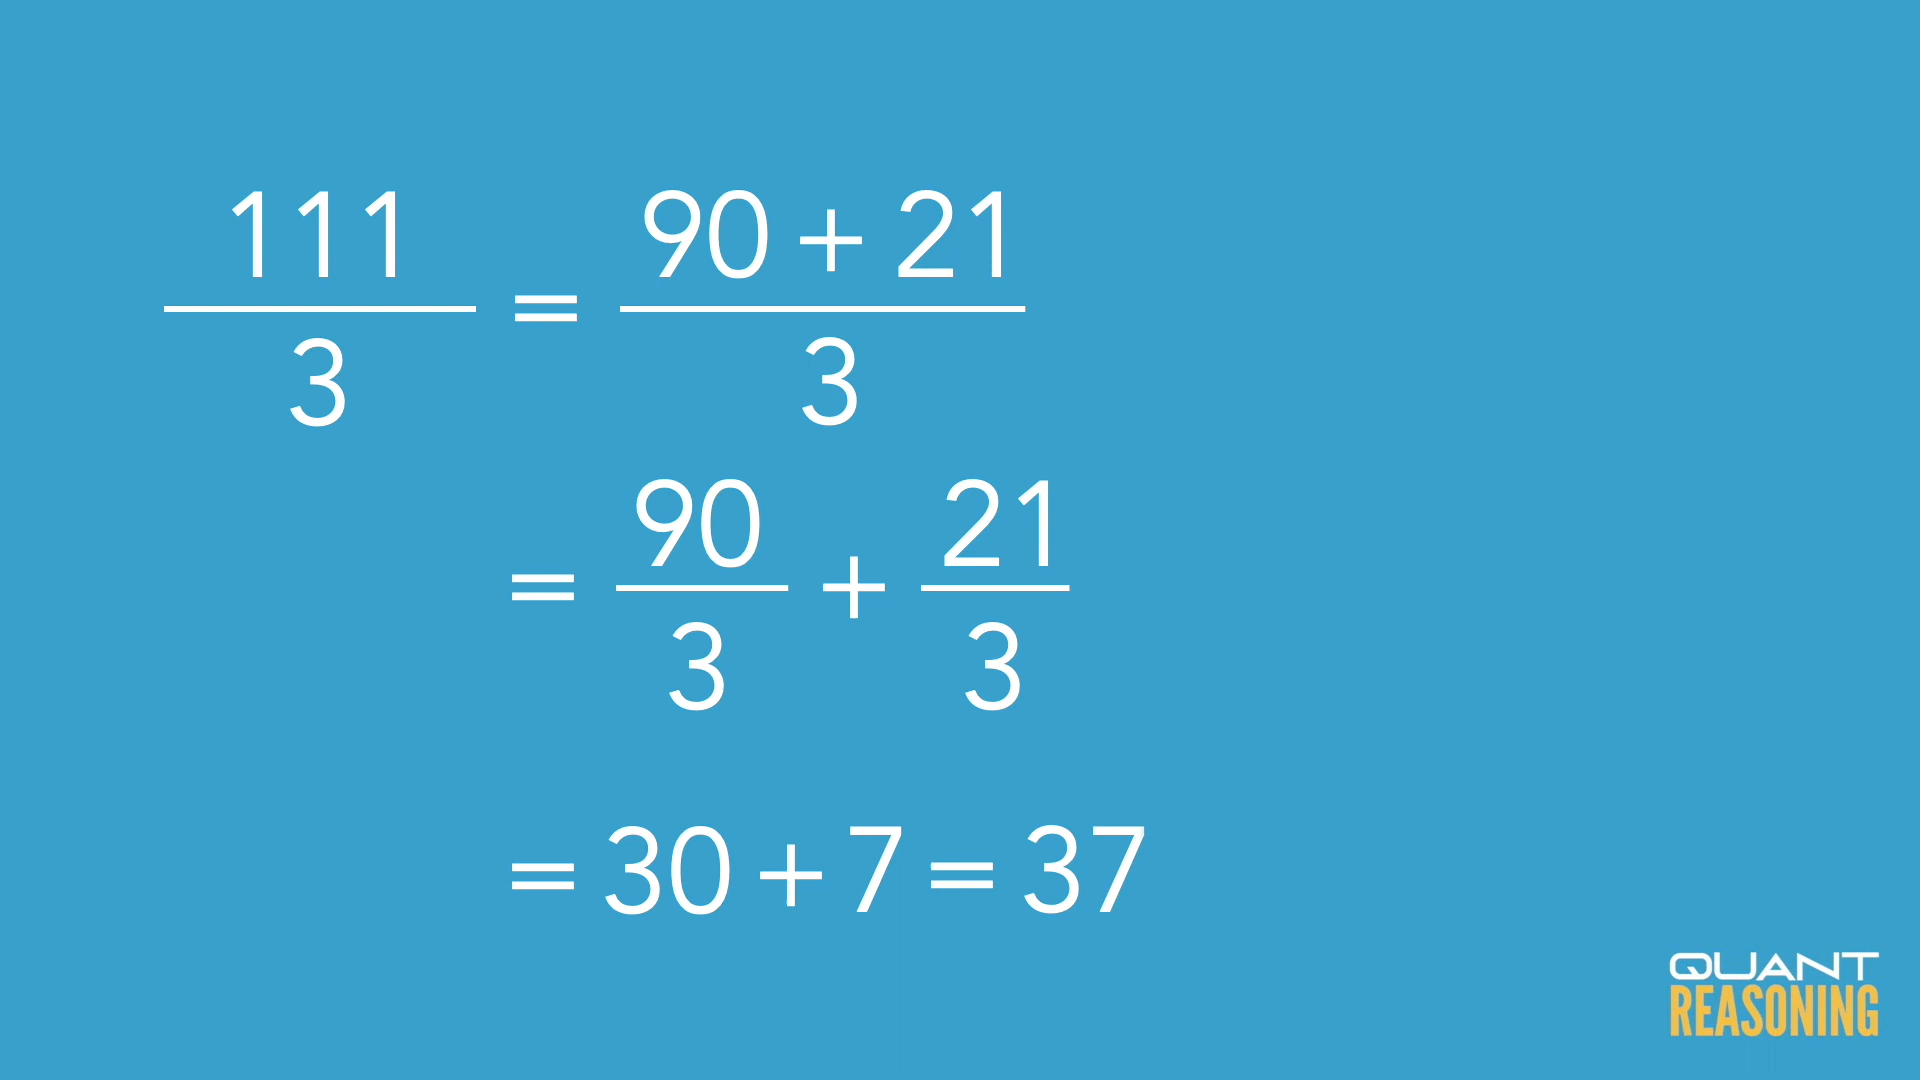 111/3 = (90 + 21)/3
= 90/3 + 21/3
= 30 + 7 = 37
QUANT
REASONING